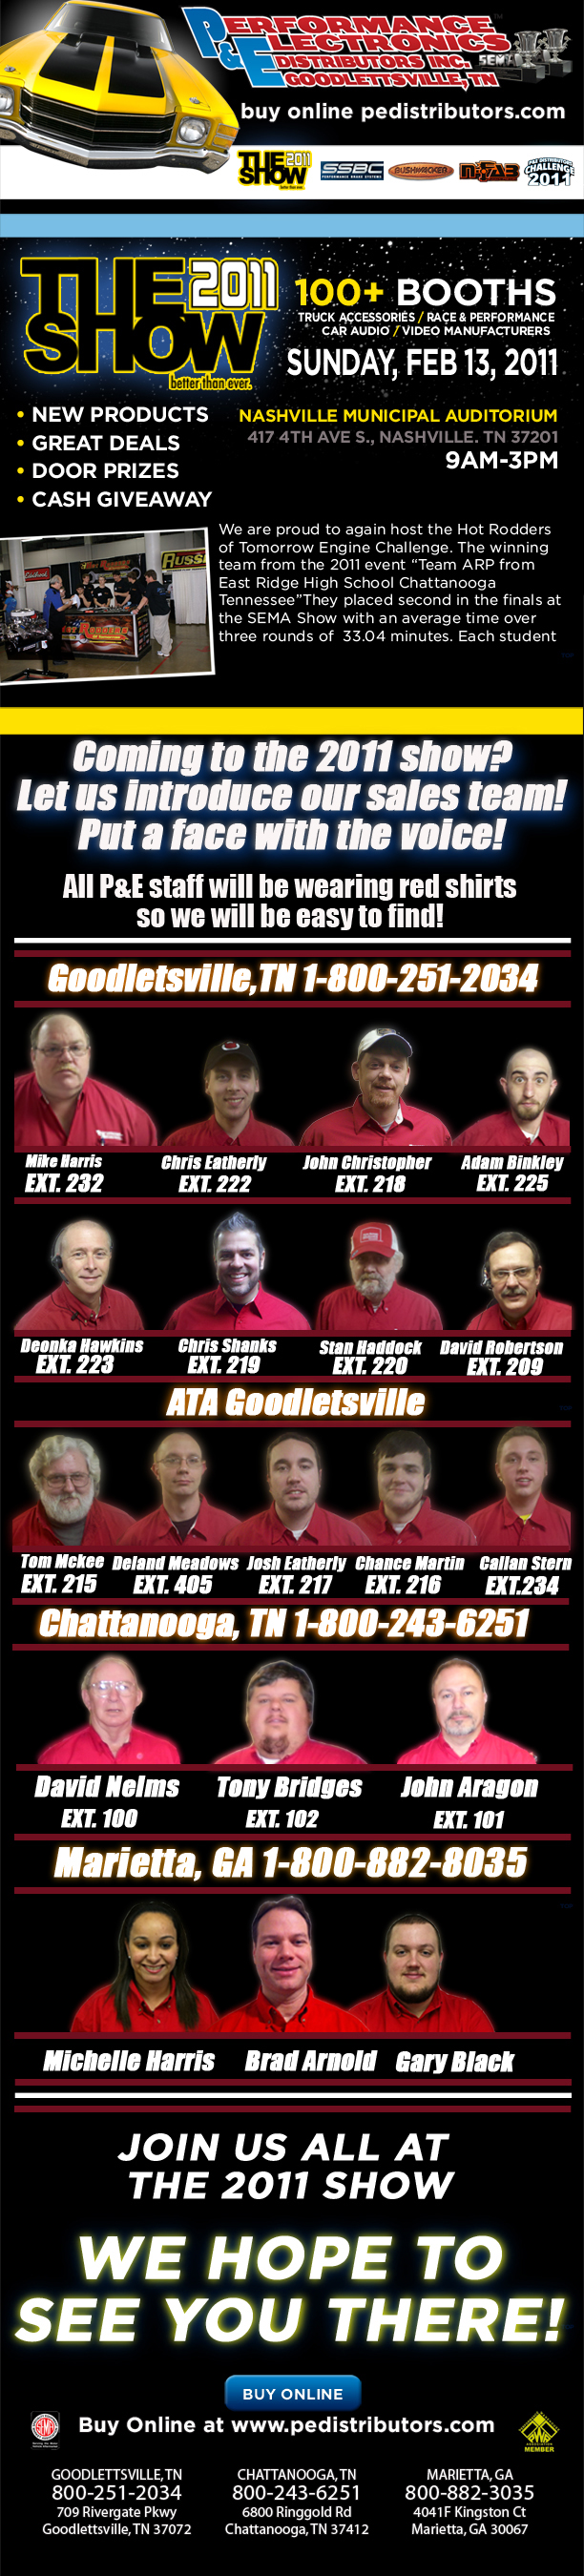 PERFORMANCE
& ELECTRONICS
DISTRIBUTORS INC.
GOODLETTSVILLE, TN
SEMA
buy online pedistributors.com
THE 2011
SHOW
SSBC
PERFORMANCE BRAKE SYSTEMS
BUSHWACKER
N-FAB
P&E DISTRIBUTORS
CHALLENGE
2011
THE 2011
SHOW
better than ever.
100+ BOOTHS
TRUCK ACCESSORIES / RACE & PERFORMANCE
CAR AUDIO / VIDEO MANUFACTURERS
SUNDAY, FEB 13, 2011
• NEW PRODUCTS
• GREAT DEALS
• DOOR PRIZES
• CASH GIVEAWAY
NASHVILLE MUNICIPAL AUDITORIUM
417 4TH AVE S., NASHVILLE. TN 37201
9AM-3PM
We are proud to again host the Hot Rodders
of Tomorrow Engine Challenge. The winning
team from the 2011 event “Team ARP from
East Ridge High School Chattanooga
Tennessee”They placed second in the finals at
the SEMA Show with an average time over
three rounds of 33.04 minutes. Each student
Coming to the 2011 show?
Let us introduce our sales team!
Put a face with the voice!
All P&E staff will be wearing red shirts
so we will be easy to find!
Goodletsville,TN 1-800-251-2034
Mike Harris Chris Eatherly John Christopher Adam Binkley
EXT. 232 EXT. 222 EXT. 218 EXT. 225
Deonka Hawkins Chris Shanks Stan Haddock David Robertson
EXT. 223 EXT. 219 EXT. 220 EXT. 209
ATA Goodletsville
Tom Mckee Deland Meadows Josh Eatherly Chance Martin Callan Stern
EXT. 215 EXT. 405 EXT. 217 EXT. 216 EXT.234
Chattanooga, TN 1-800-243-6251
David Nelms Tony Bridges John Aragon
EXT. 100 EXT. 102 EXT. 101
Marietta, GA 1-800-882-8035
Michelle Harris Brad Arnold Gary Black
JOIN US ALL AT
THE 2011 SHOW
WE HOPE TO
SEE YOU THERE!
BUY ONLINE
Buy Online at www.pedistributors.com
SEMA
MEMBER
GOODLETTSVILLE, TN CHATTANOOGA, TN MARIETTA, GA
800-251-2034 800-243-6251 800-882-3035
709 Rivergate Pkwy 6800 Ringgold Rd 4041F Kingston Ct
Goodlettsville, TN 37072 Chattanooga, TN 37412 Marietta, GA 30067